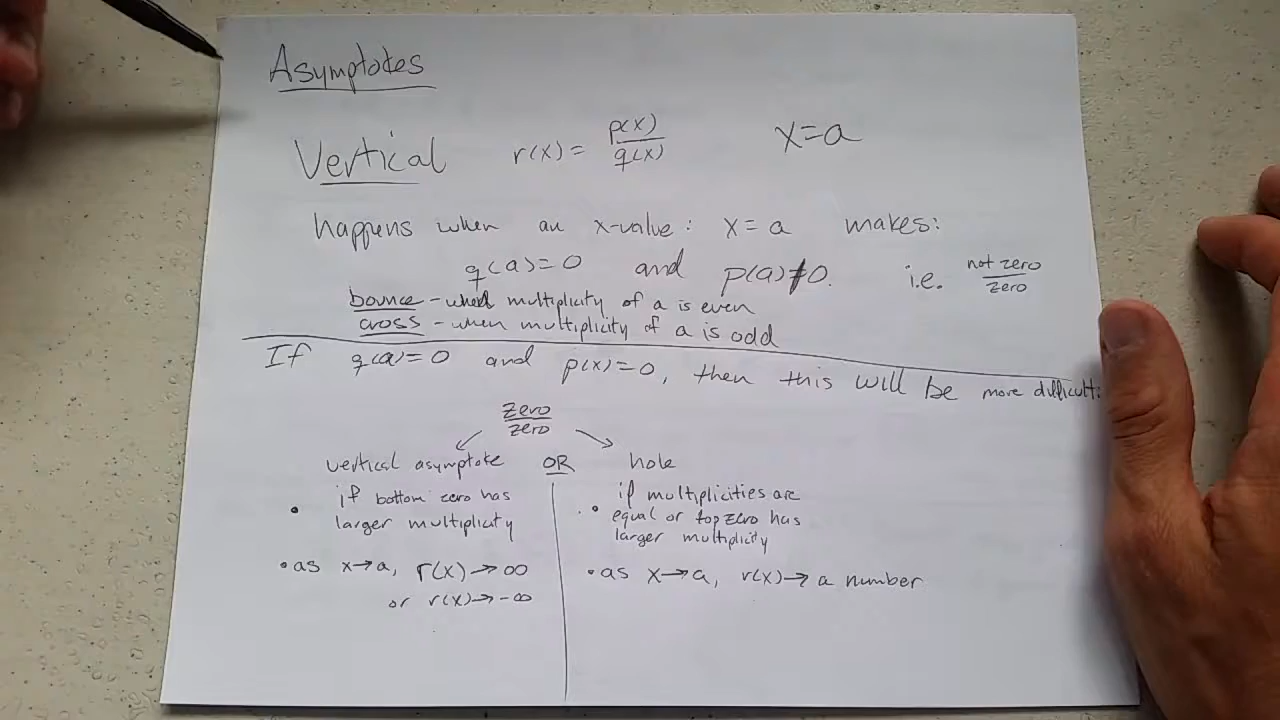 Asymptotes
Vertical r(x) = p(x)/q(x) x=a
happens when an x-value: x=a makes:
q(a)=0 and p(a)≠0. i.e. not zero/zero
bounce - when multiplicity of a is even
cross - when multiplicity of a is odd
If q(a)=0 and p(x)=0, then this will be more difficult:
zero/zero
vertical asymptote OR hole
• if bottom zero has larger multiplicity
• if multiplicities are equal or top zero has larger multiplicity
• as x→a, r(x)→∞
or r(x)→-∞
• as x→a, r(x)→ a number